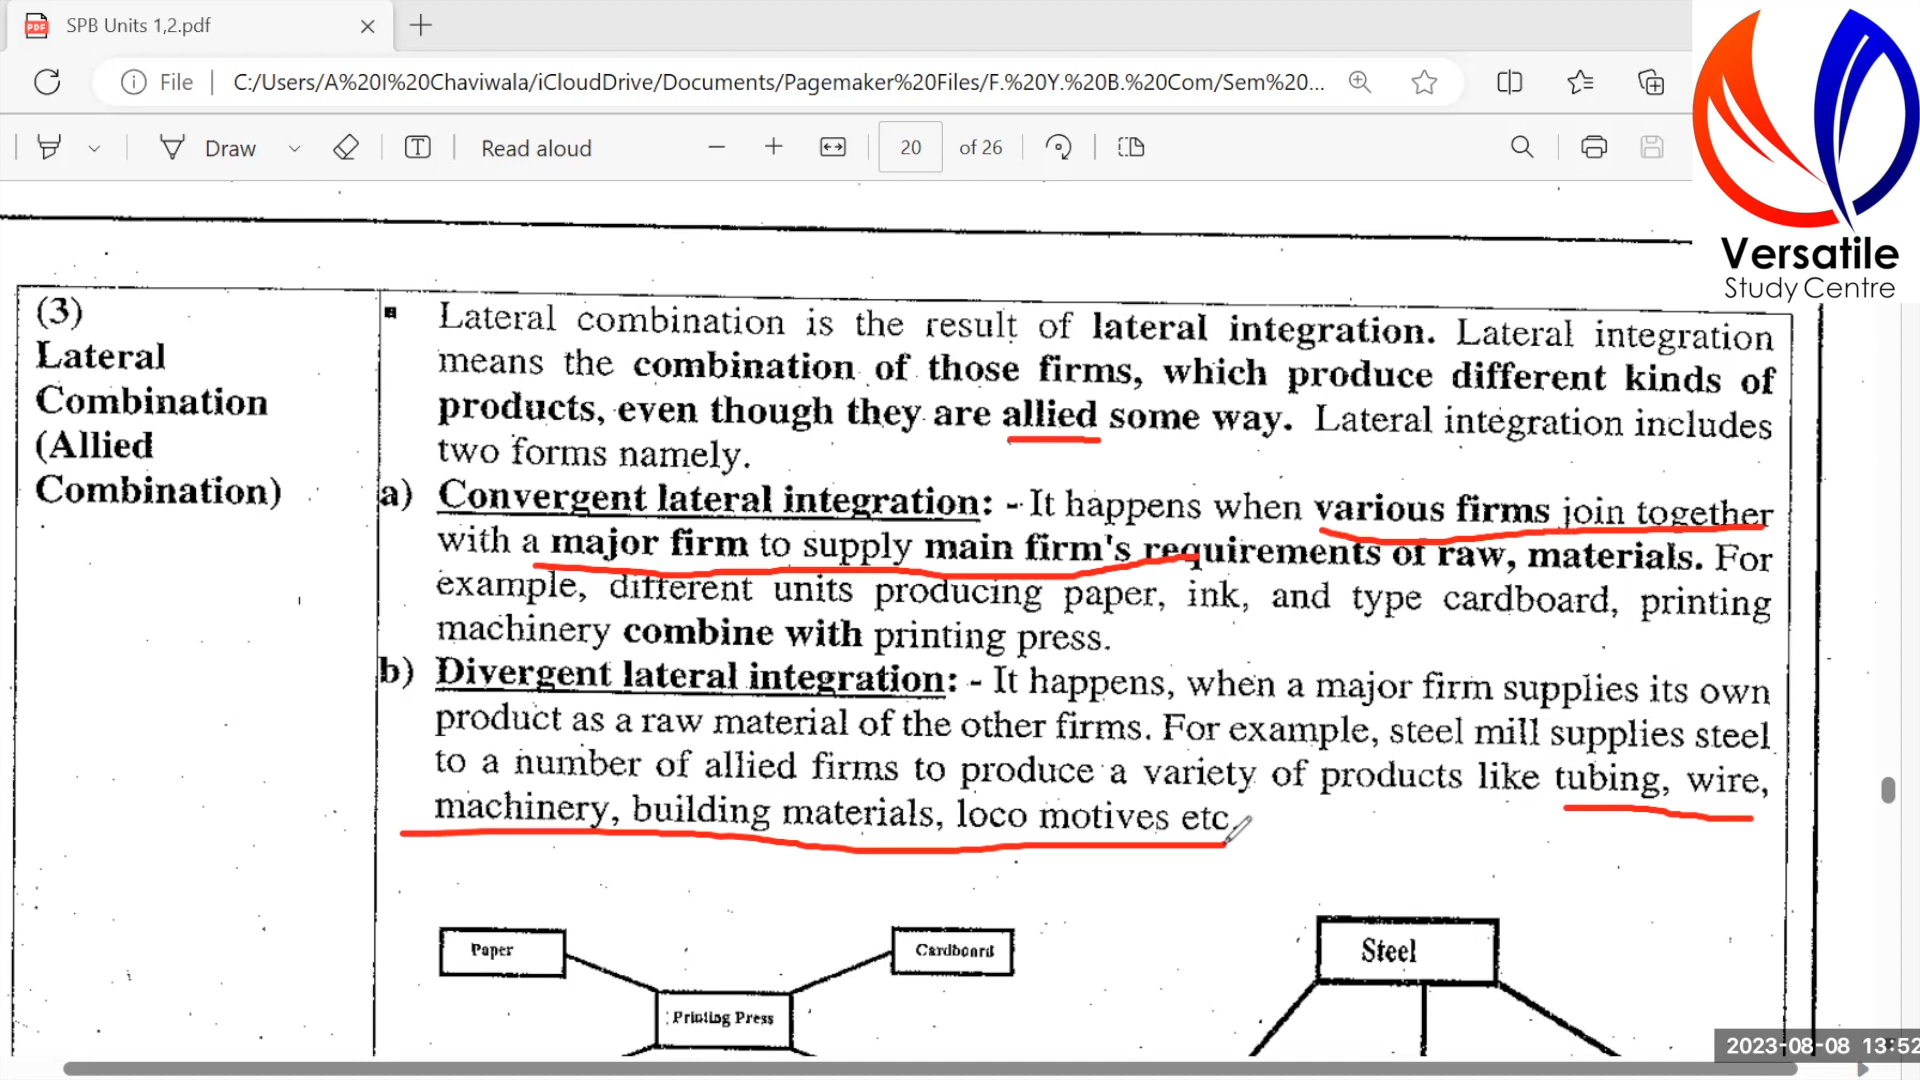 SPB Units 1,2.pdf
File
C:/Users/A%20I%20Chaviwala/iCloudDrive/Documents/Pagemaker%20Files/F.%20Y.%20B.%20Com/Sem%20...
Draw
Read aloud
20 of 26
Versatile
Study Centre
(3)
Lateral
Combination
(Allied
Combination)
Lateral combination is the result of lateral integration. Lateral integration
means the combination of those firms, which produce different kinds of
products, even though they are allied some way. Lateral integration includes
two forms namely.
a) Convergent lateral integration: - It happens when various firms join together
with a major firm to supply main firm's requirements of raw, materials. For
example, different units producing paper, ink, and type cardboard, printing
machinery combine with printing press.
b) Divergent lateral integration: - It happens, when a major firm supplies its own
product as a raw material of the other firms. For example, steel mill supplies steel
to a number of allied firms to produce a variety of products like tubing, wire,
machinery, building materials, loco motives etc.
Paper
Cardboard
Printing Press
Steel
2023-08-08 13:52